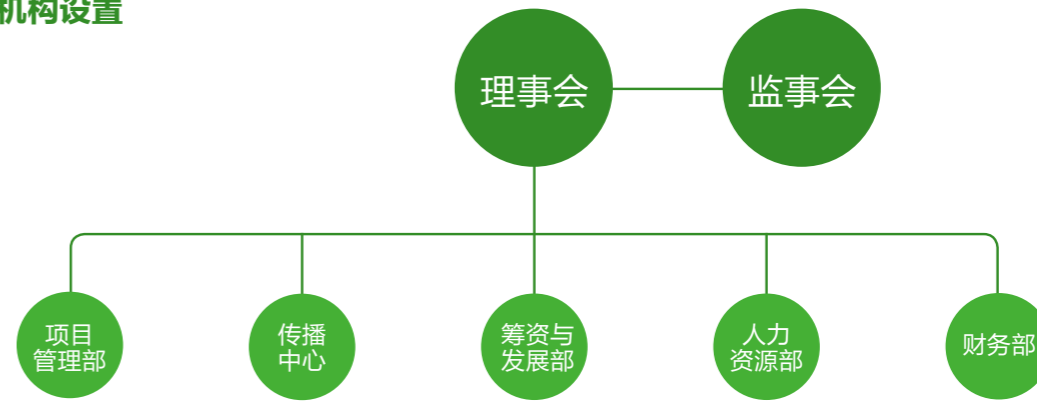 机构设置
理事会
监事会
项目
管理部
传播
中心
筹资与
发展部
人力
资源部
财务部